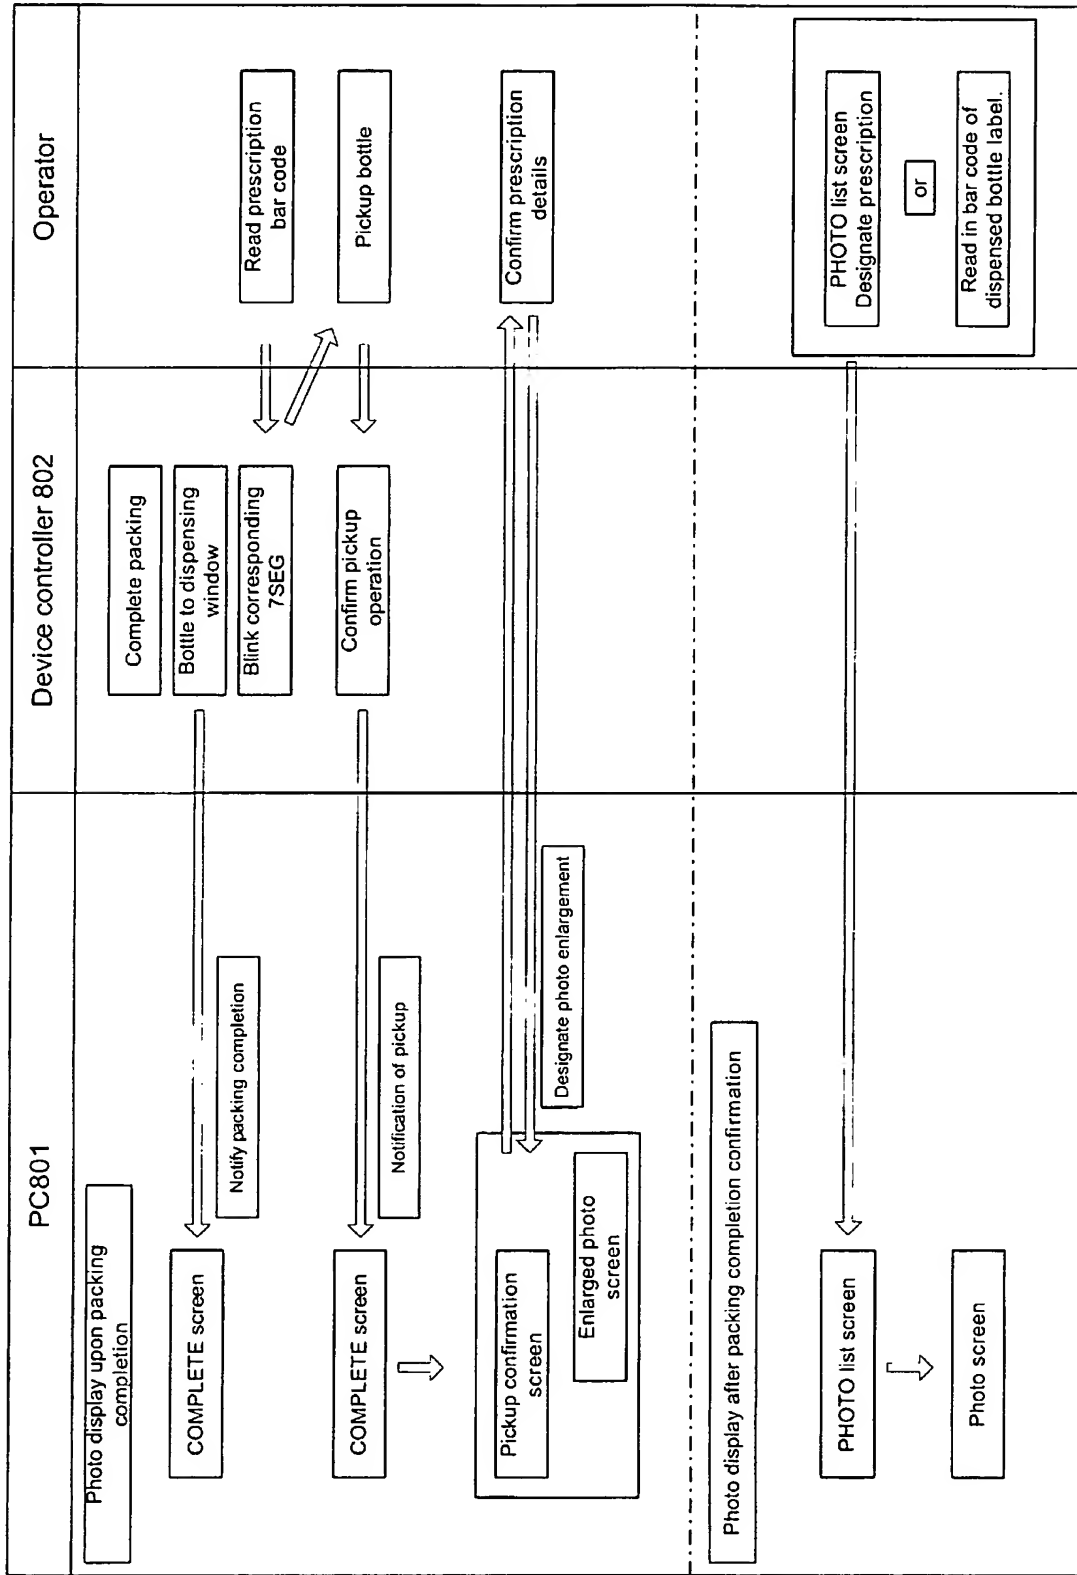 PC801
Device controller 802
Operator
Photo display upon packing
completion
COMPLETE screen
Notify packing completion
Complete packing
Bottle to dispensing
window
Blink corresponding
7SEG
Read prescription
bar code
Pickup bottle
Confirm pickup
operation
Notification of pickup
COMPLETE screen
Pickup confirmation
screen
Enlarged photo
screen
Designate photo enlargement
Confirm prescription
details
Photo display after packing completion confirmation
PHOTO list screen
Photo screen
PHOTO list screen
Designate prescription
or
Read in bar code of
dispensed bottle label.